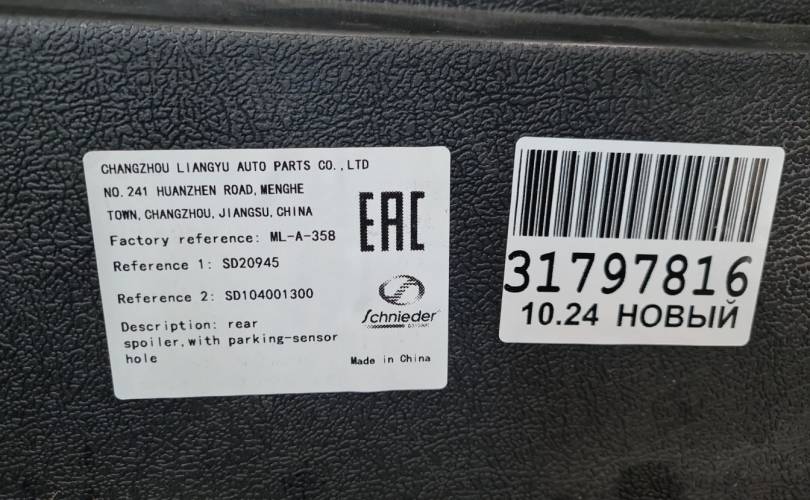 CHANGZHOU LIANGYU AUTO PARTS CO.,LTD
NO.241 HUANZHEN ROAD,MENGHE
TOWN,CHANGZHOU,JIANGSU,CHINA
Factory reference: ML-A-358
Reference 1: SD20945
Reference 2: SD104001300
Description: rear
spoiler,with parking-sensor
hole
EAC
Schnieder
Made in China
31797816
10.24 НОВЫЙ